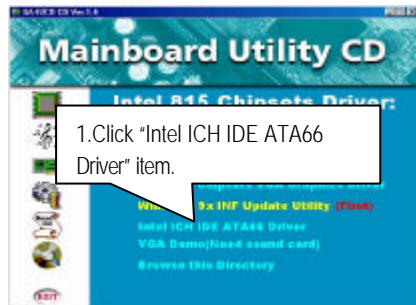 Mainboard Utility CD
Intel 815 Chipsets Driver:
1.Click “Intel ICH IDE ATA66
Driver” item.
9x INF Update Utility (First)
Intel ICH IDE ATA66 Driver
VGA Demo(Need sound card)
Browse this Directory
EXIT